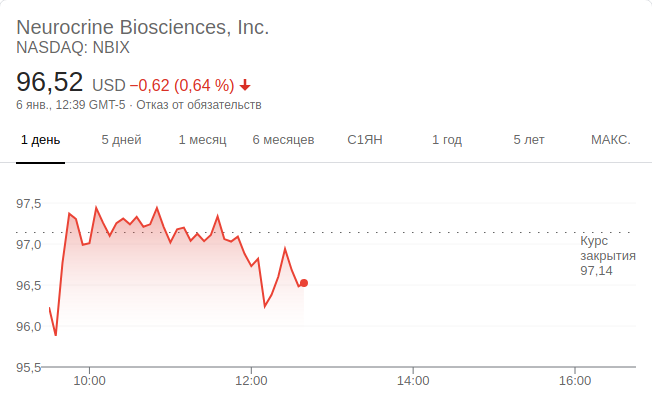 Neurocrine Biosciences, Inc.
NASDAQ: NBIX
96,52 USD −0,62 (0,64 %)
6 янв., 12:39 GMT-5 · Отказ от обязательств
1 день 5 дней 1 месяц 6 месяцев С1ЯН 1 год 5 лет МАКС.
97,5
97,0
96,5
96,0
95,5
Курс
закрытия
97,14
10:00 12:00 14:00 16:00